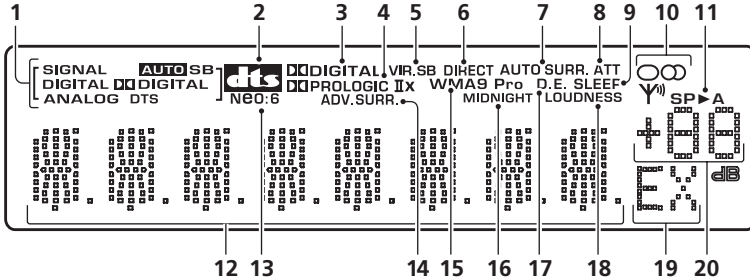 1 2 3 4 5 6 7 8 9 10 11
SIGNAL AUTO SB dts DIGITAL VIR.SB DIRECT AUTO SURR. ATT
DIGITAL DIGITAL PROLOGIC IIx WMA9 Pro D.E. SLEEP SP►A
ANALOG DTS Neo:6 ADV.SURR. MIDNIGHT LOUDNESS
+88
dB
EX
12 13 14 15 16 17 18 19 20